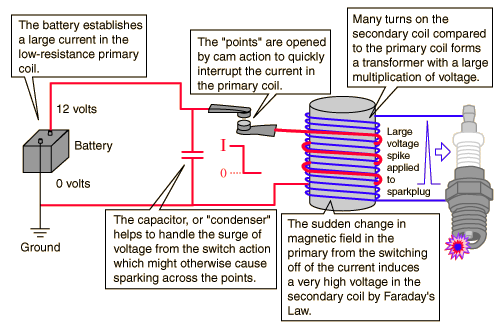 The battery establishes
a large current in the
low-resistance primary
coil.
The "points" are opened
by cam action to quickly
interrupt the current in
the primary coil.
Many turns on the
secondary coil compared
to the primary coil forms
a transformer with a large
multiplication of voltage.
12 volts
Battery
0 volts
Ground
I
0
Large
voltage
spike
applied
to
sparkplug
The capacitor, or "condenser"
helps to handle the surge of
voltage from the switch action
which might otherwise cause
sparking across the points.
The sudden change in
magnetic field in the
primary from the switching
off of the current induces
a very high voltage in the
secondary coil by Faraday's
Law.